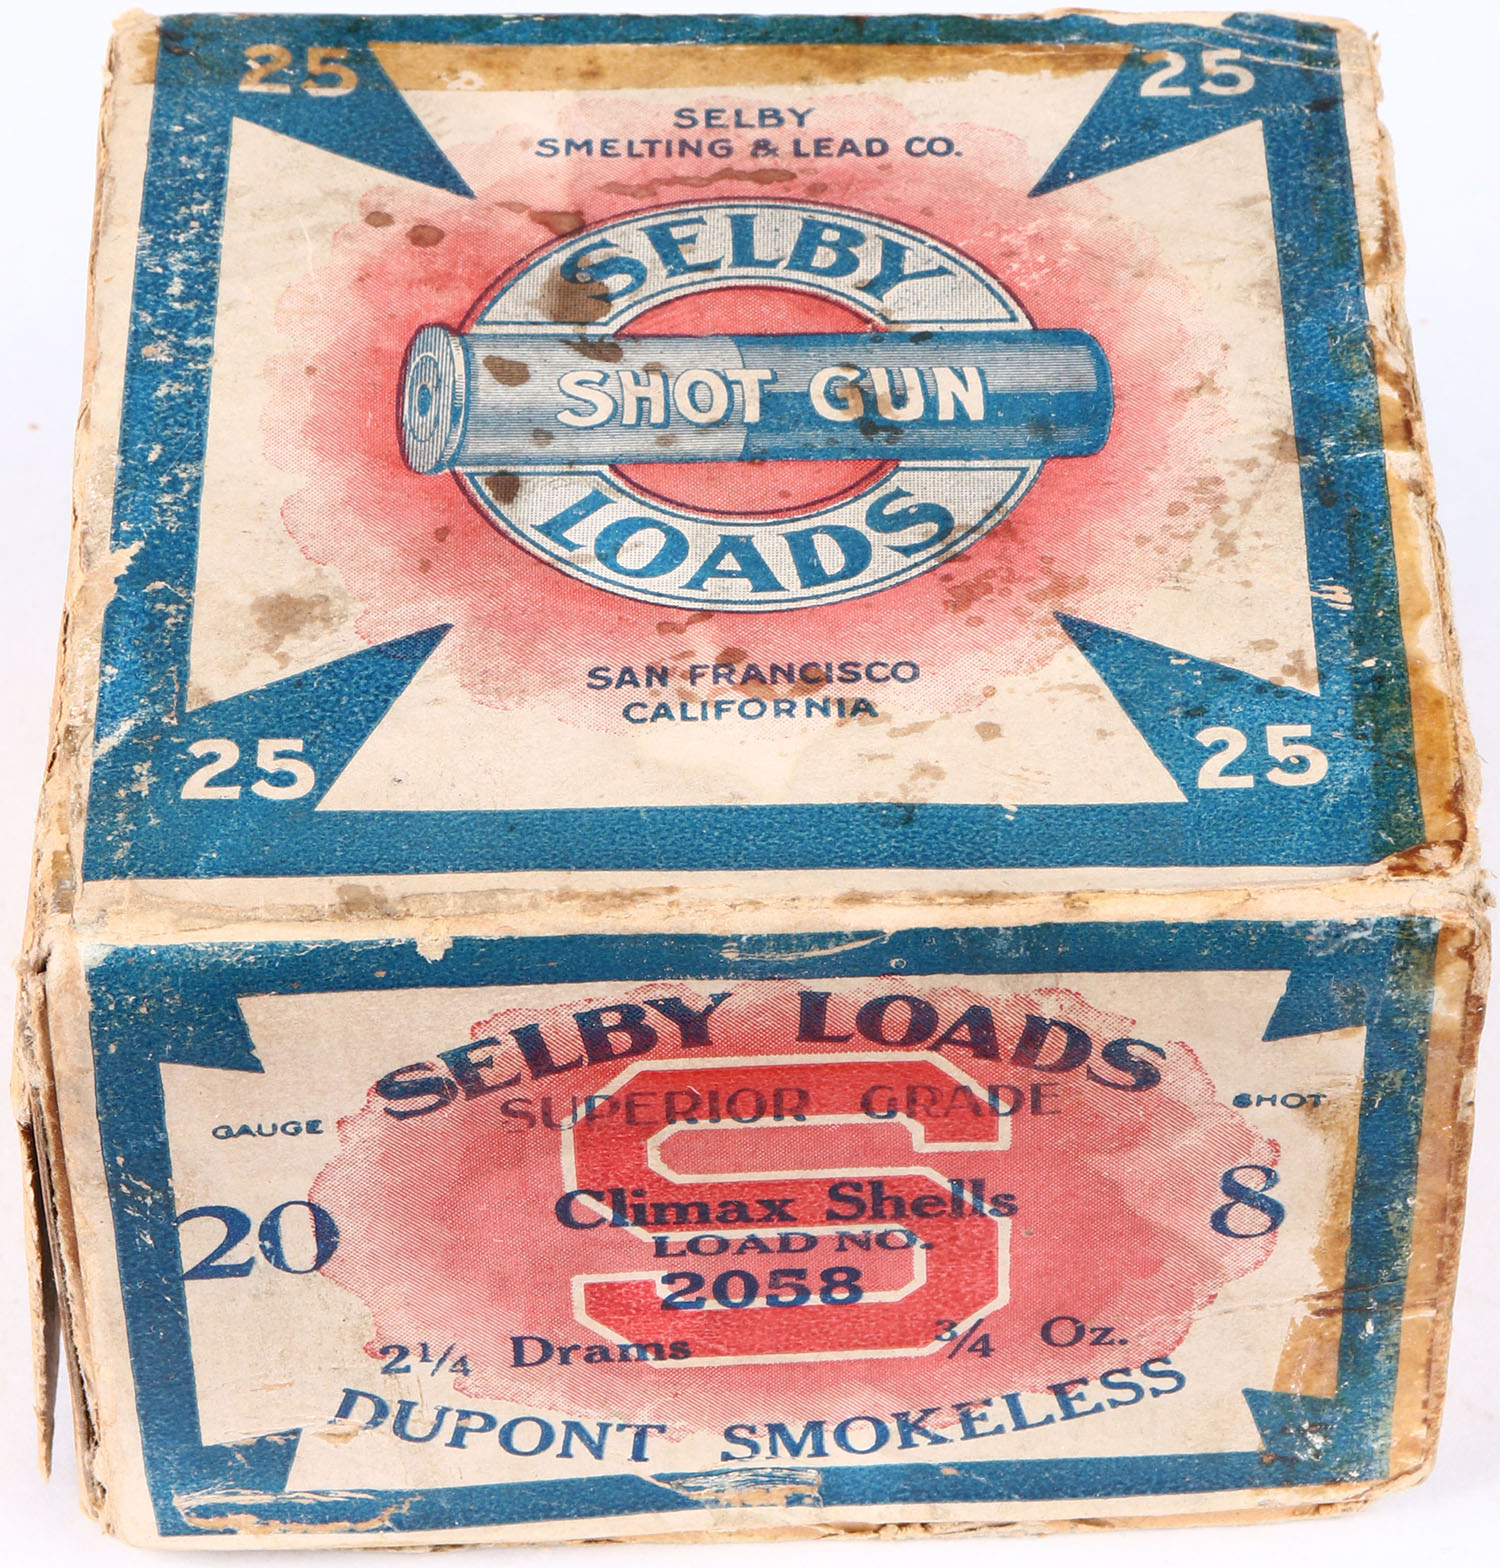 25 25
SELBY
SMELTING & LEAD CO.
SELBY
SHOT GUN
LOADS
SAN FRANCISCO
CALIFORNIA
25 25
SELBY LOADS
SUPERIOR GRADE
GAUGE SHOT
S
20 8
Climax Shells
LOAD NO.
2058
2¼ Drams ¾ Oz.
DUPONT SMOKELESS